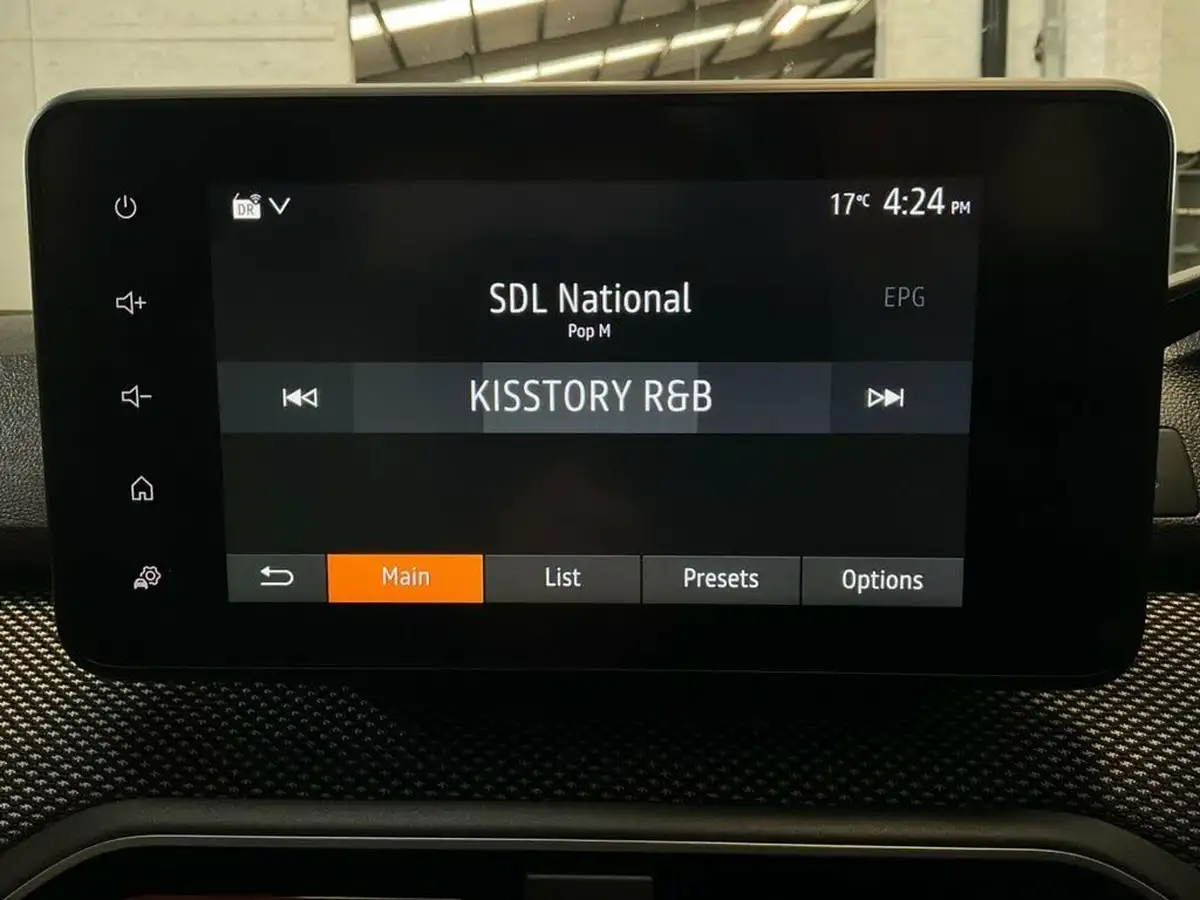 DR
17°C 4:24 PM
SDL National
EPG
Pop M
KISSTORY R&B
Main
List
Presets
Options